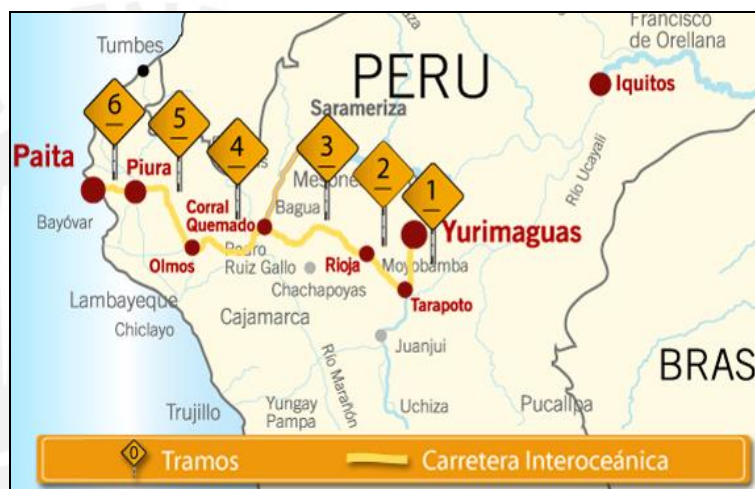 Francisco
de Orellana
Tumbes
PERU
Iquitos
Sarameriza
6
5
4
3
2
1
Paita
Piura
Río Ucayali
Corral
Quemado
Bagua
Yurimaguas
Bayóvar
Olmos
Ruiz Gallo
Rioja
Moyobamba
Chachapoyas
Tarapoto
Lambayeque
Chiclayo
Cajamarca
Río Marañón
Juanjui
BRAS
Trujillo
Yungay
Pampa
Uchiza
Pucallpa
0
Tramos
Carretera Interoceánica